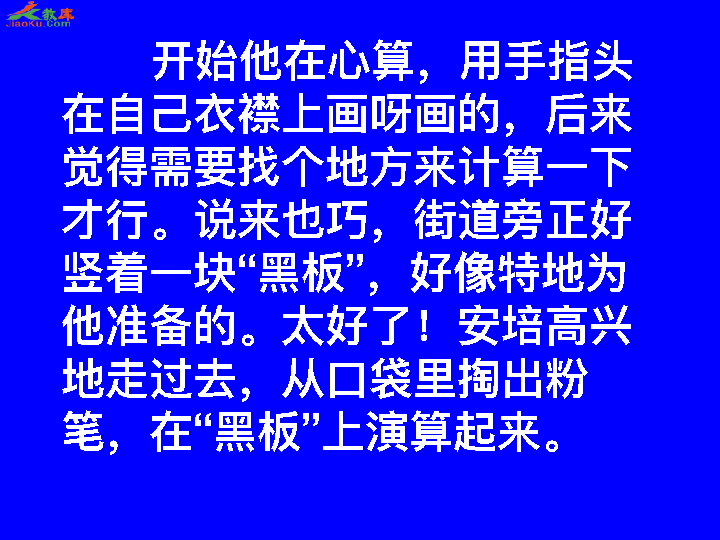 教库
JiaoKu.Com
开始他在心算，用手指头
在自己衣襟上画呀画的，后来
觉得需要找个地方来计算一下
才行。说来也巧，街道旁正好
竖着一块“黑板”，好像特地为
他准备的。太好了！安培高兴
地走过去，从口袋里掏出粉
笔，在“黑板”上演算起来。